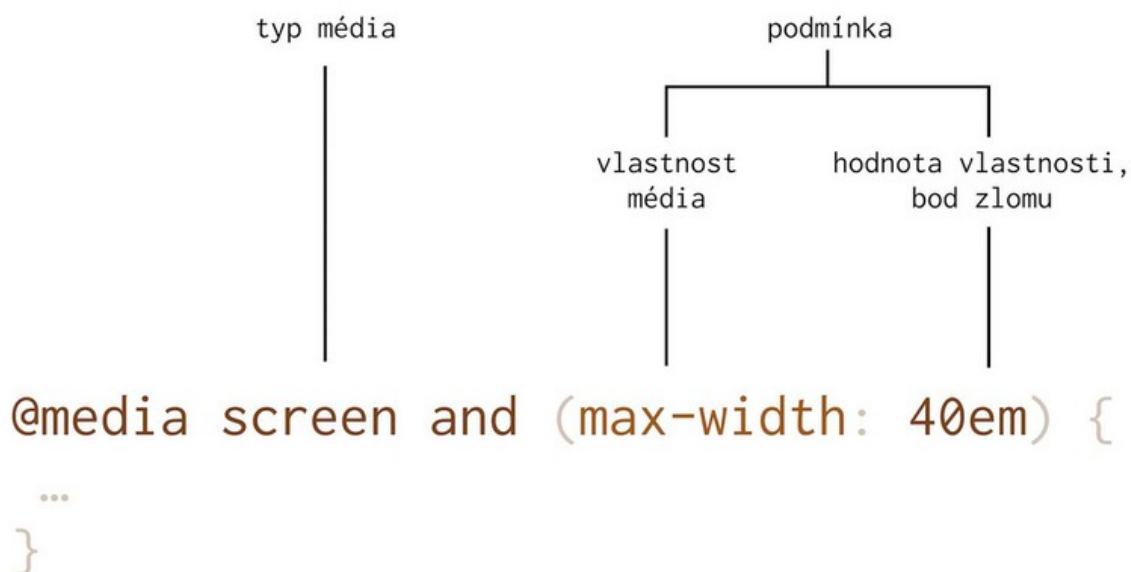 typ média
podmínka
vlastnost
média
hodnota vlastnosti,
bod zlomu
@media screen and (max-width: 40em) {
…
}